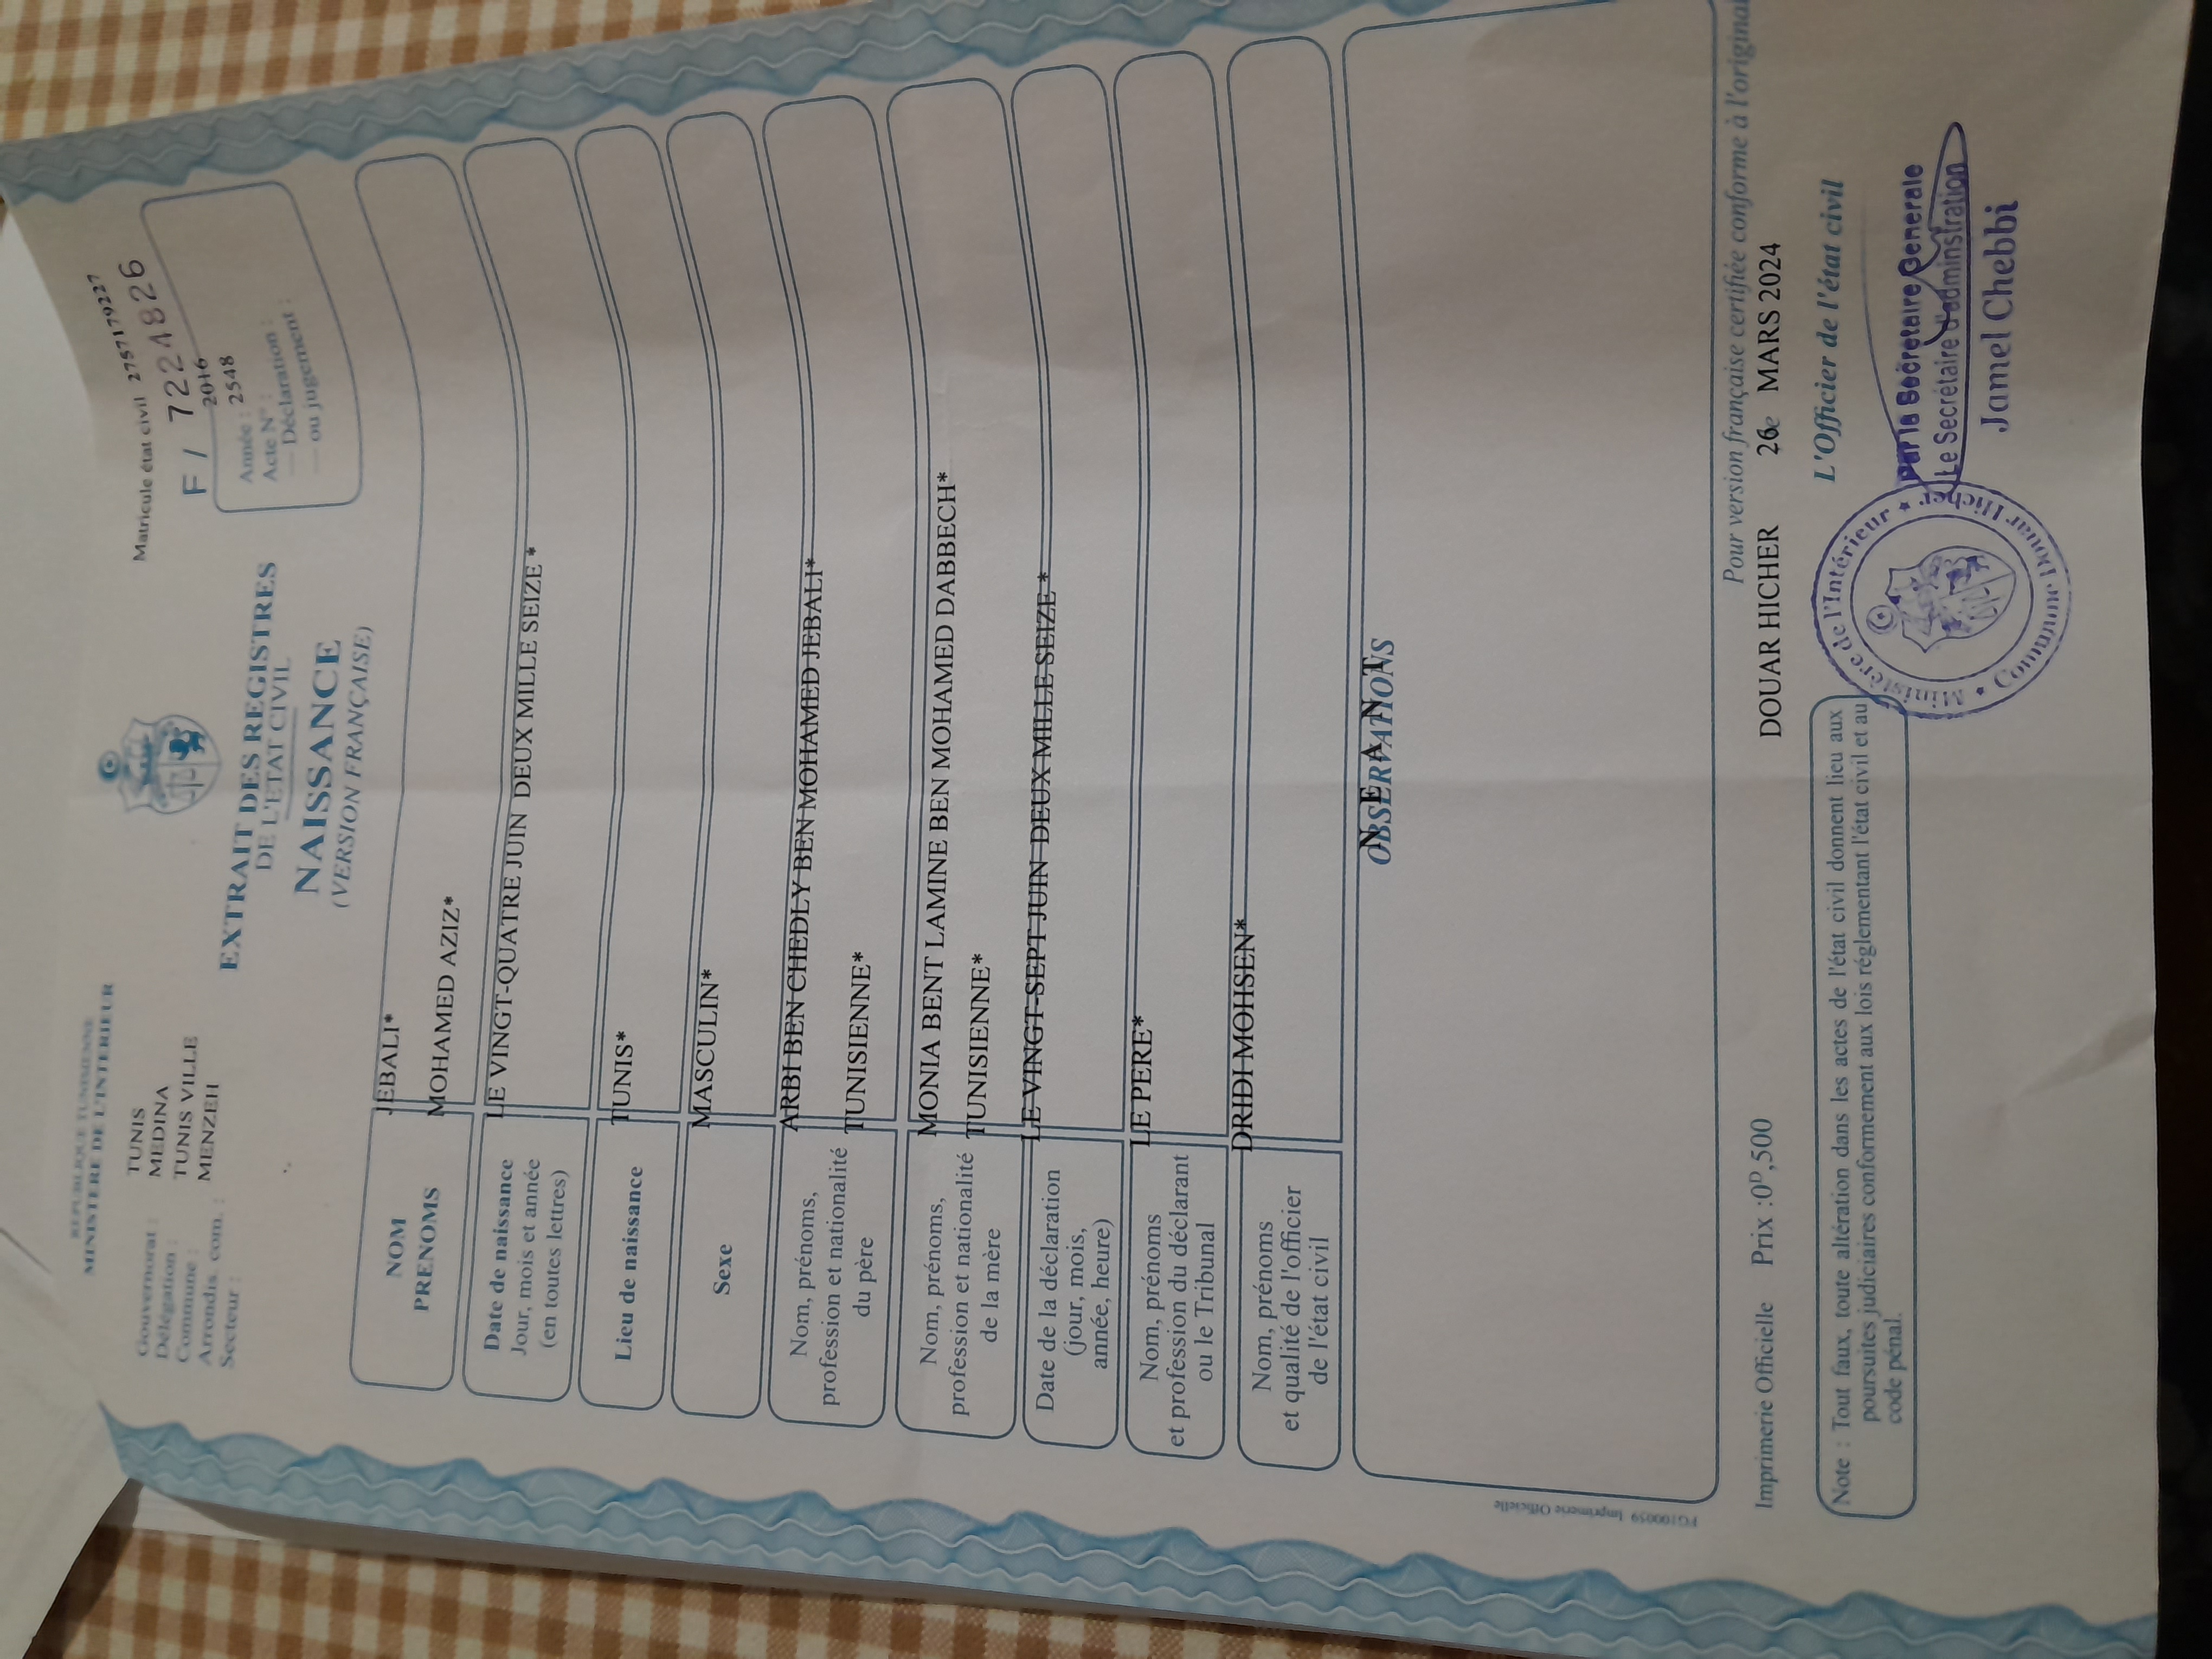 REPUBLIQUE TUNISIENNE
MINISTERE DE L'INTERIEUR
Gouvernorat : TUNIS
Délégation : MEDINA
Commune : TUNIS VILLE
Arrondis. com. : MENZEH
Secteur :
Matricule état civil 27571179227
F / 72224826
2016
2548
Année :
Acte N° :
— Déclaration :
— ou jugement :
EXTRAIT DES REGISTRES
DE L'ETAT CIVIL
NAISSANCE
(VERSION FRANÇAISE)
NOM JEBALI*
PRENOMS MOHAMED AZIZ*
Date de naissance
Jour, mois et année
(en toutes lettres)
LE VINGT-QUATRE JUIN DEUX MILLE SEIZE *
Lieu de naissance TUNIS*
Sexe MASCULIN*
Nom, prénoms,
profession et nationalité
du père
ARBI BEN CHEDLY BEN MOHAMED JEBALI*
TUNISIENNE*
Nom, prénoms,
profession et nationalité
de la mère
MONIA BENT LAMINE BEN MOHAMED DABBECH*
TUNISIENNE*
Date de la déclaration
(jour, mois,
année, heure)
LE VINGT-SEPT JUIN DEUX MILLE SEIZE *
Nom, prénoms
et profession du déclarant
ou le Tribunal
LE PERE*
Nom, prénoms
et qualité de l'officier
de l'état civil
DRIDI MOHSEN*
OBSERVATIONS
N E A N T
FG100059 Imprimerie Officielle
Pour version française certifiée conforme à l'original
Imprimerie Officielle Prix :0D,500
DOUAR HICHER 26e MARS 2024
L'Officier de l'état civil
Note : Tout faux, toute altération dans les actes de l'état civil donnent lieu aux
poursuites judiciaires conformement aux lois réglementant l'état civil et au
code pénal.
Ministère de l'Intérieur
Commune Douar Hicher
P/la Secrétaire Générale
Le Secrétaire d'adminstration
Jamel Chebbi